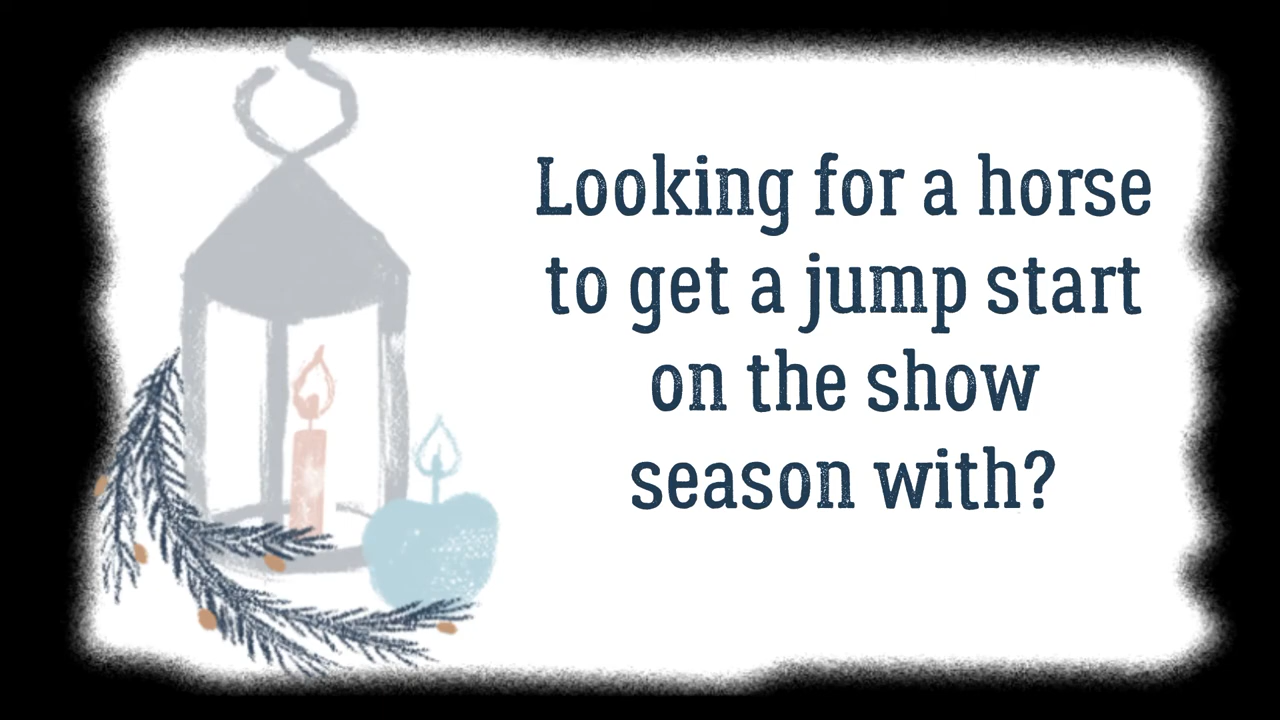 Looking for a horse
to get a jump start
on the show
season with?